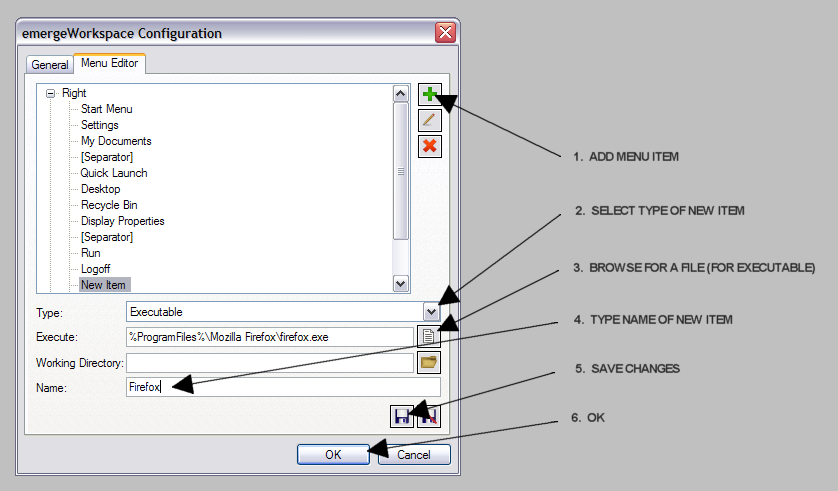 emergeWorkspace Configuration
General
Menu Editor
Right
Start Menu
Settings
My Documents
[Separator]
Quick Launch
Desktop
Recycle Bin
Display Properties
[Separator]
Run
Logoff
New Item
Type:
Executable
Execute:
%ProgramFiles%\Mozilla Firefox\firefox.exe
Working Directory:
Name:
Firefox
OK
Cancel
1. ADD MENU ITEM
2. SELECT TYPE OF NEW ITEM
3. BROWSE FOR A FILE (FOR EXECUTABLE)
4. TYPE NAME OF NEW ITEM
5. SAVE CHANGES
6. OK